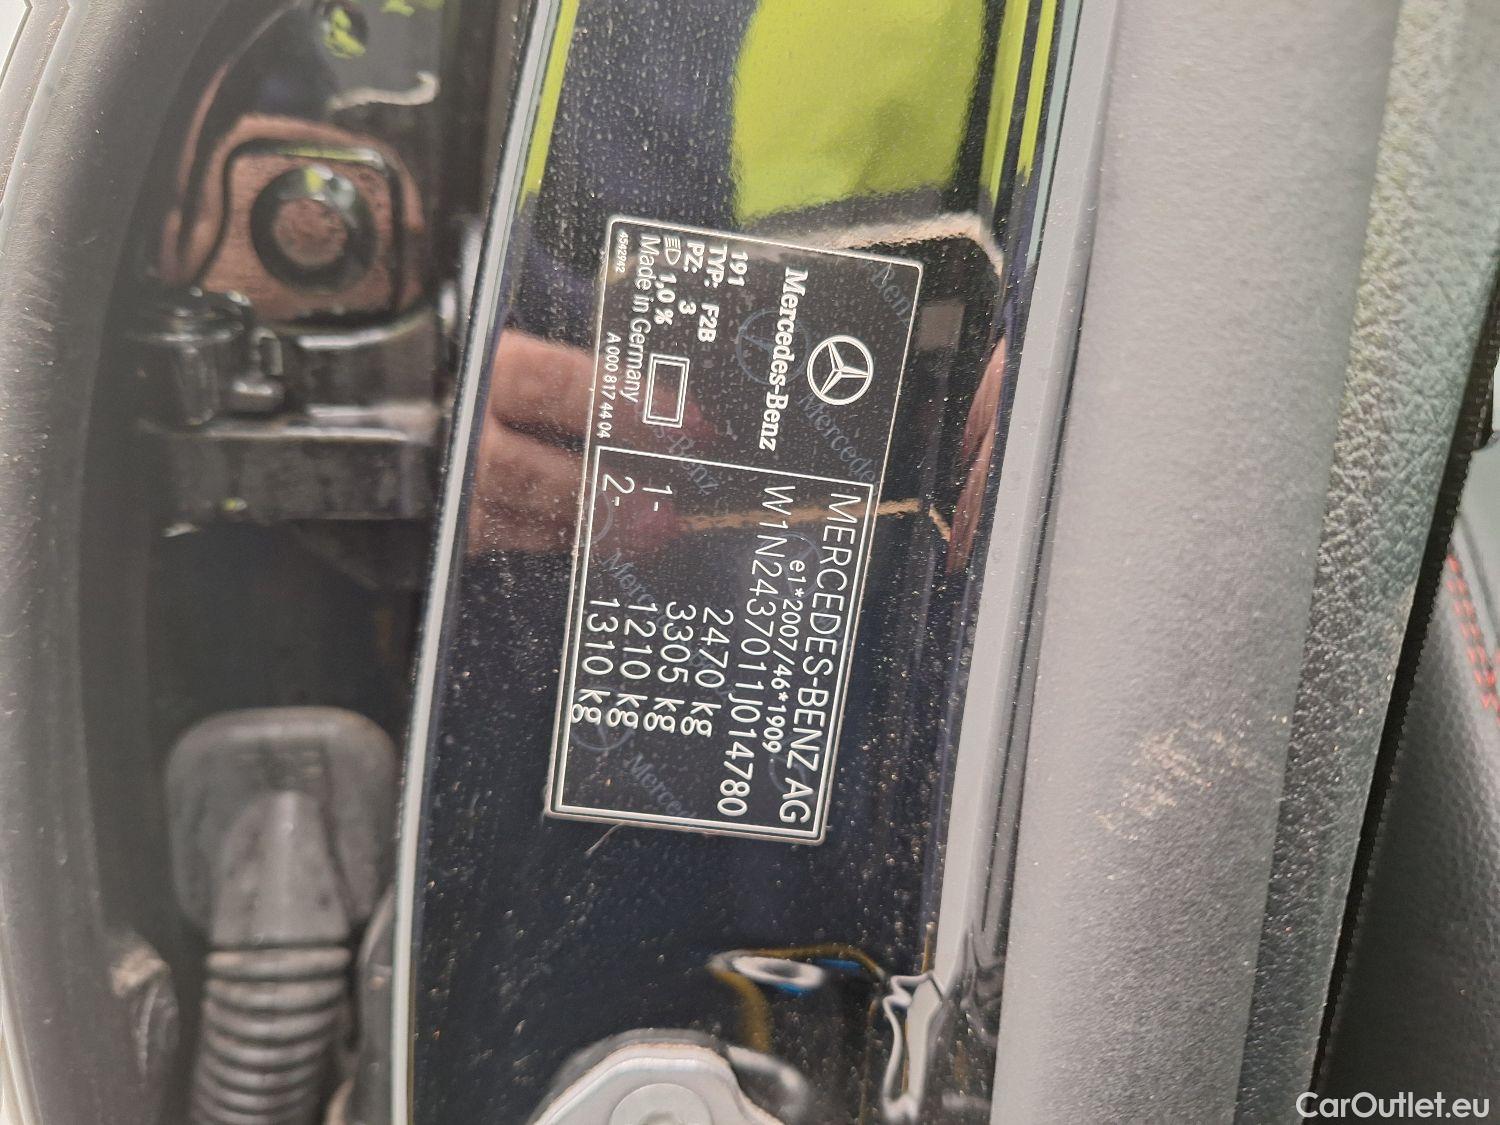 MERCEDES-BENZ AG
e1*2007/46*1909
W1N2437011J014780
2470 kg
3305 kg
1- 1210 kg
2- 1310 kg
Mercedes-Benz
191
TYP: F2B
PZ: 3
1,0 %
Made in Germany
A 000 817 44 04
4542942
CarOutlet.eu